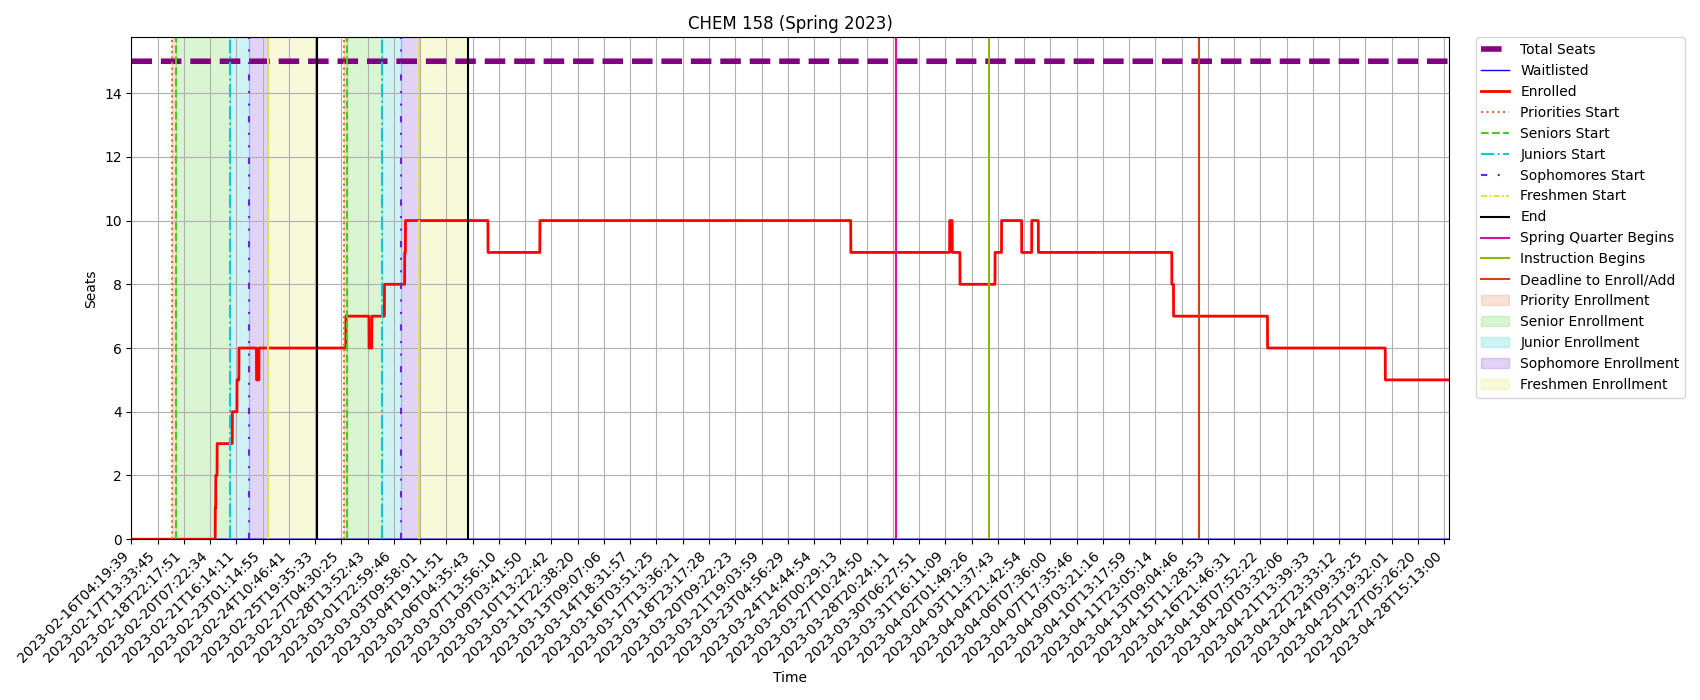 CHEM 158 (Spring 2023)
Seats
14
12
10
8
6
4
2
0
2023-02-16T04:19:39
2023-02-17T13:33:45
2023-02-18T22:17:51
2023-02-20T07:22:34
2023-02-21T16:14:11
2023-02-23T01:14:55
2023-02-24T10:46:41
2023-02-25T19:35:33
2023-02-27T04:30:25
2023-02-28T13:52:43
2023-03-01T22:59:46
2023-03-03T09:58:01
2023-03-04T19:11:51
2023-03-06T04:35:43
2023-03-07T13:56:10
2023-03-09T03:41:50
2023-03-10T13:22:42
2023-03-11T22:38:20
2023-03-13T09:07:06
2023-03-14T18:31:57
2023-03-16T03:51:25
2023-03-17T13:36:21
2023-03-18T23:17:28
2023-03-20T09:22:23
2023-03-21T19:03:59
2023-03-23T04:56:29
2023-03-24T14:44:54
2023-03-26T00:29:13
2023-03-27T10:24:50
2023-03-28T20:24:11
2023-03-30T06:27:51
2023-03-31T16:11:09
2023-04-02T01:49:26
2023-04-03T11:37:43
2023-04-04T21:42:54
2023-04-06T07:36:00
2023-04-07T17:35:46
2023-04-09T03:21:16
2023-04-10T13:17:59
2023-04-11T23:05:14
2023-04-13T09:04:46
2023-04-15T11:28:53
2023-04-16T21:46:31
2023-04-18T07:52:22
2023-04-20T03:32:06
2023-04-21T13:39:33
2023-04-22T23:33:12
2023-04-24T09:33:25
2023-04-25T19:32:01
2023-04-27T05:26:20
2023-04-28T15:13:00
Time
Total Seats
Waitlisted
Enrolled
Priorities Start
Seniors Start
Juniors Start
Sophomores Start
Freshmen Start
End
Spring Quarter Begins
Instruction Begins
Deadline to Enroll/Add
Priority Enrollment
Senior Enrollment
Junior Enrollment
Sophomore Enrollment
Freshmen Enrollment